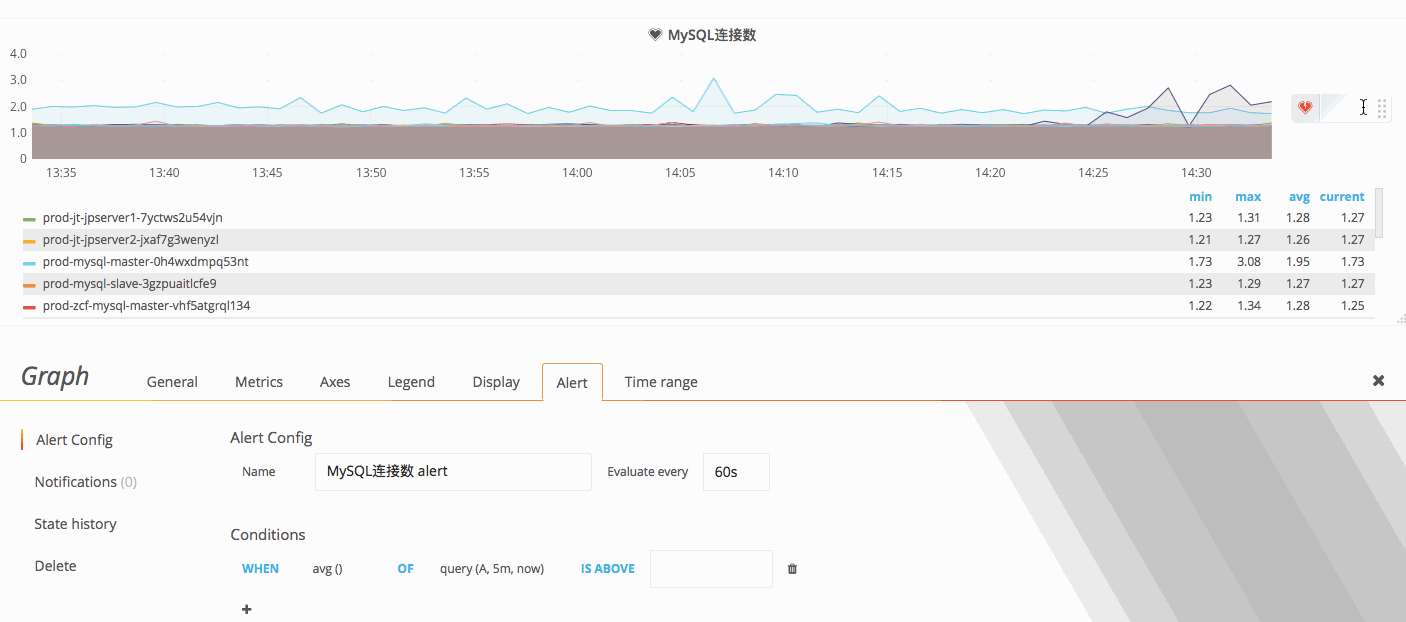 MySQL连接数
4.0
3.0
2.0
1.0
0
13:35 13:40 13:45 13:50 13:55 14:00 14:05 14:10 14:15 14:20 14:25 14:30
min max avg current
prod-jt-jpserver1-7yctws2u54vjn 1.23 1.31 1.28 1.27
prod-jt-jpserver2-jxaf7g3wenyzl 1.21 1.27 1.26 1.27
prod-mysql-master-0h4wxdmpq53nt 1.73 3.08 1.95 1.73
prod-mysql-slave-3gzpuaitlcfe9 1.23 1.29 1.27 1.27
prod-zcf-mysql-master-vhf5atgrql134 1.22 1.34 1.28 1.25
Graph General Metrics Axes Legend Display Alert Time range
Alert Config
Notifications (0)
State history
Delete
Alert Config
Name MySQL连接数 alert Evaluate every 60s
Conditions
WHEN avg () OF query (A, 5m, now) IS ABOVE